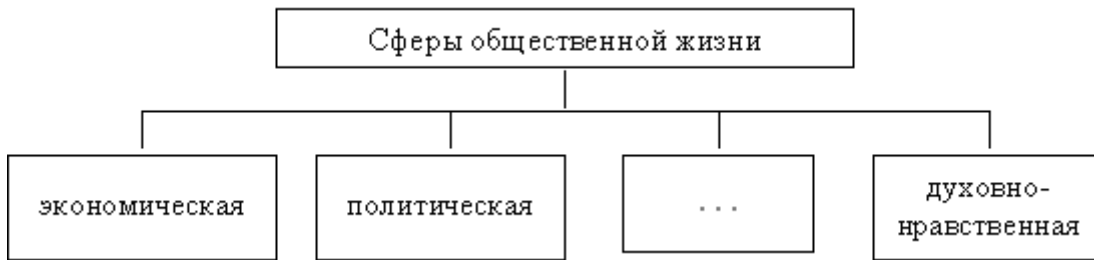 Сферы общественной жизни
экономическая
политическая
...
духовно-
нравственная